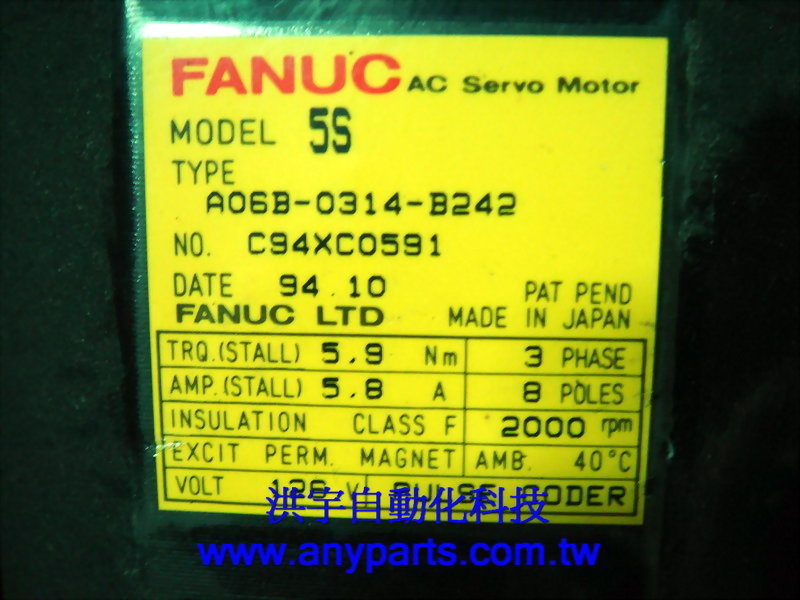 FANUC AC Servo Motor
MODEL 5S
TYPE
A06B-0314-B242
NO. C94XC0591
DATE 94.10 PAT PEND
FANUC LTD MADE IN JAPAN
TRQ.(STALL) 5.9 Nm 3 PHASE
AMP.(STALL) 5.8 A 8 POLES
INSULATION CLASS F 2000 rpm
EXCIT PERM. MAGNET AMB. 40°C
VOLT V PULSE CODER
洪宇自動化科技
www.anyparts.com.tw